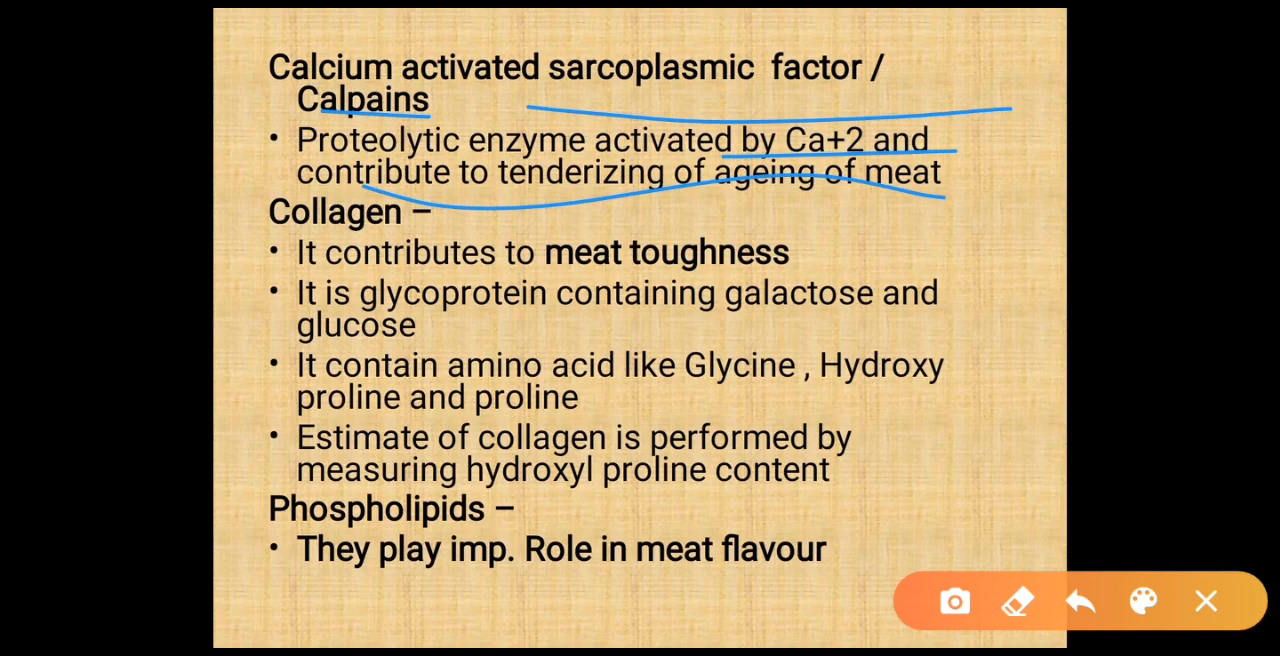 Calcium activated sarcoplasmic factor /
Calpains
• Proteolytic enzyme activated by Ca+2 and
contribute to tenderizing of ageing of meat
Collagen –
• It contributes to meat toughness
• It is glycoprotein containing galactose and
glucose
• It contain amino acid like Glycine , Hydroxy
proline and proline
• Estimate of collagen is performed by
measuring hydroxyl proline content
Phospholipids –
• They play imp. Role in meat flavour